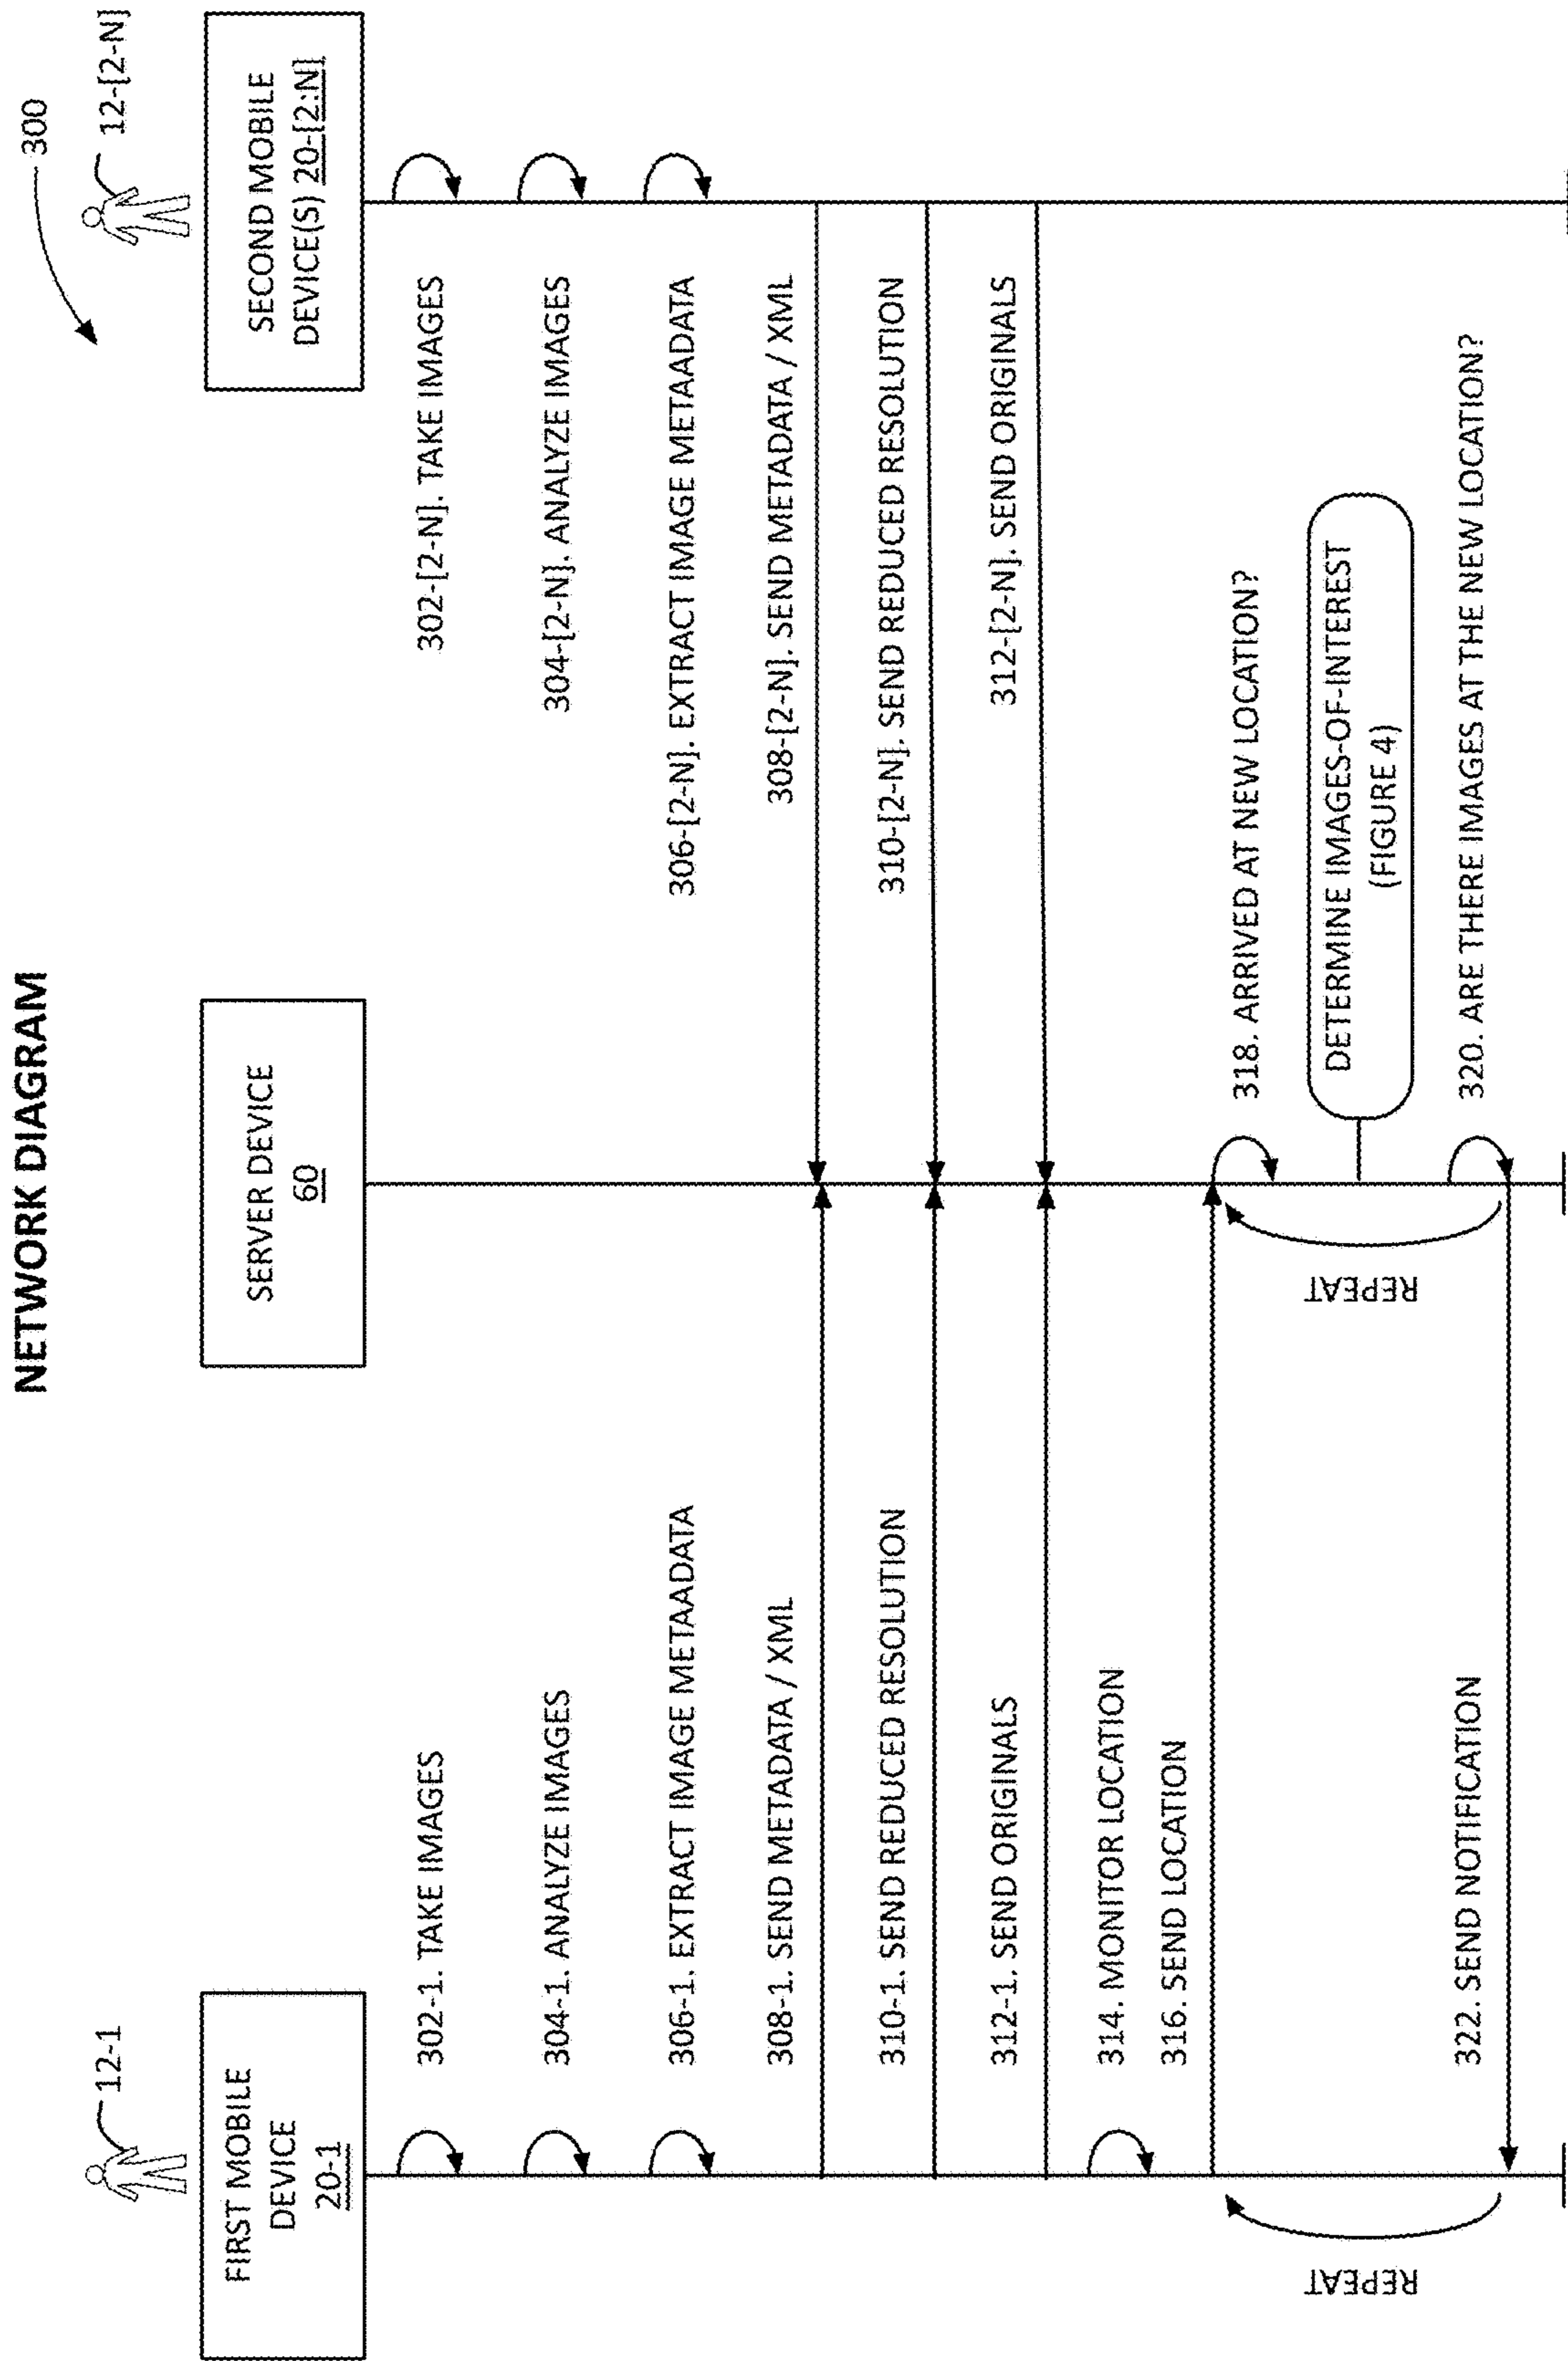 NETWORK DIAGRAM
300
12-1
12-[2-N]
FIRST MOBILE
DEVICE
20-1
SERVER DEVICE
60
SECOND MOBILE
DEVICE(S) 20-[2:N]
302-1. TAKE IMAGES
302-[2-N]. TAKE IMAGES
304-1. ANALYZE IMAGES
304-[2-N]. ANALYZE IMAGES
306-1. EXTRACT IMAGE METAADATA
306-[2-N]. EXTRACT IMAGE METAADATA
308-1. SEND METADATA / XML
308-[2-N]. SEND METADATA / XML
310-1. SEND REDUCED RESOLUTION
310-[2-N]. SEND REDUCED RESOLUTION
312-1. SEND ORIGINALS
312-[2-N]. SEND ORIGINALS
314. MONITOR LOCATION
316. SEND LOCATION
318. ARRIVED AT NEW LOCATION?
REPEAT
REPEAT
DETERMINE IMAGES-OF-INTEREST
(FIGURE 4)
320. ARE THERE IMAGES AT THE NEW LOCATION?
322. SEND NOTIFICATION